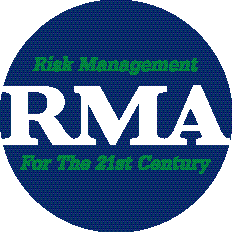 Risk Management
RMA
For The 21st Century